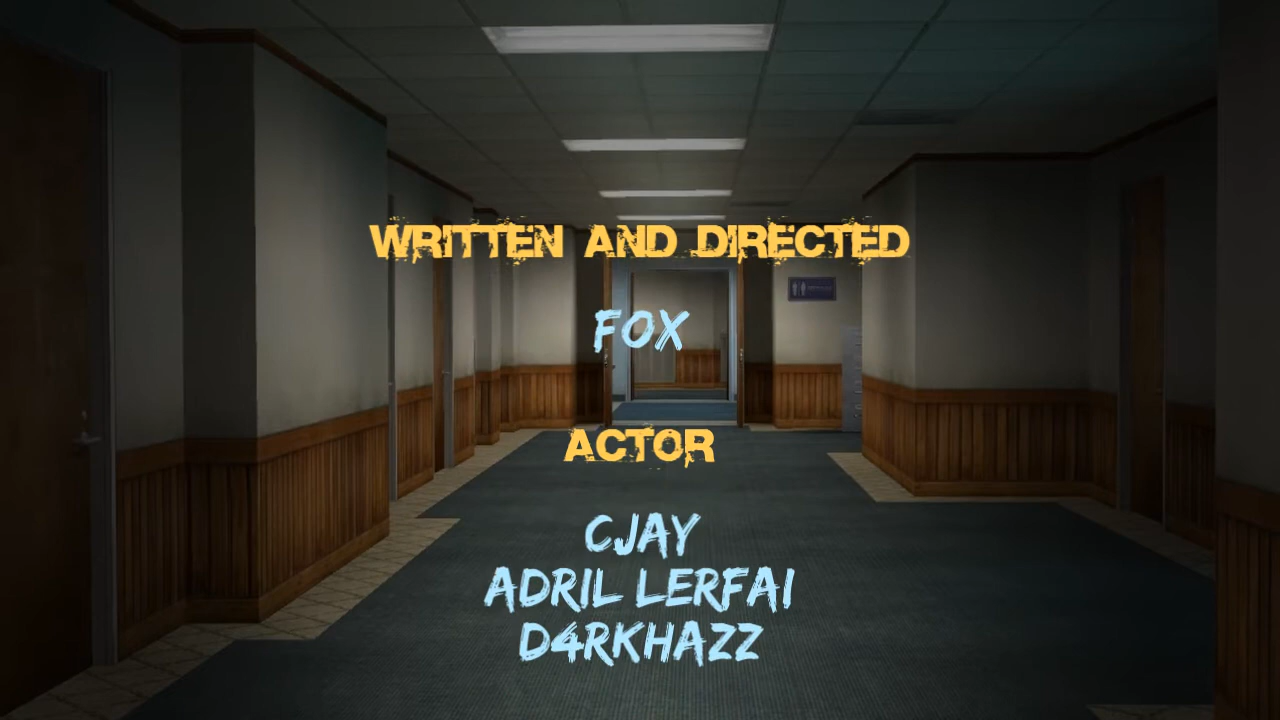 WRITTEN AND DIRECTED
FOX
ACTOR
CJAY
ADRIL LERFAI
D4RKHAZZ